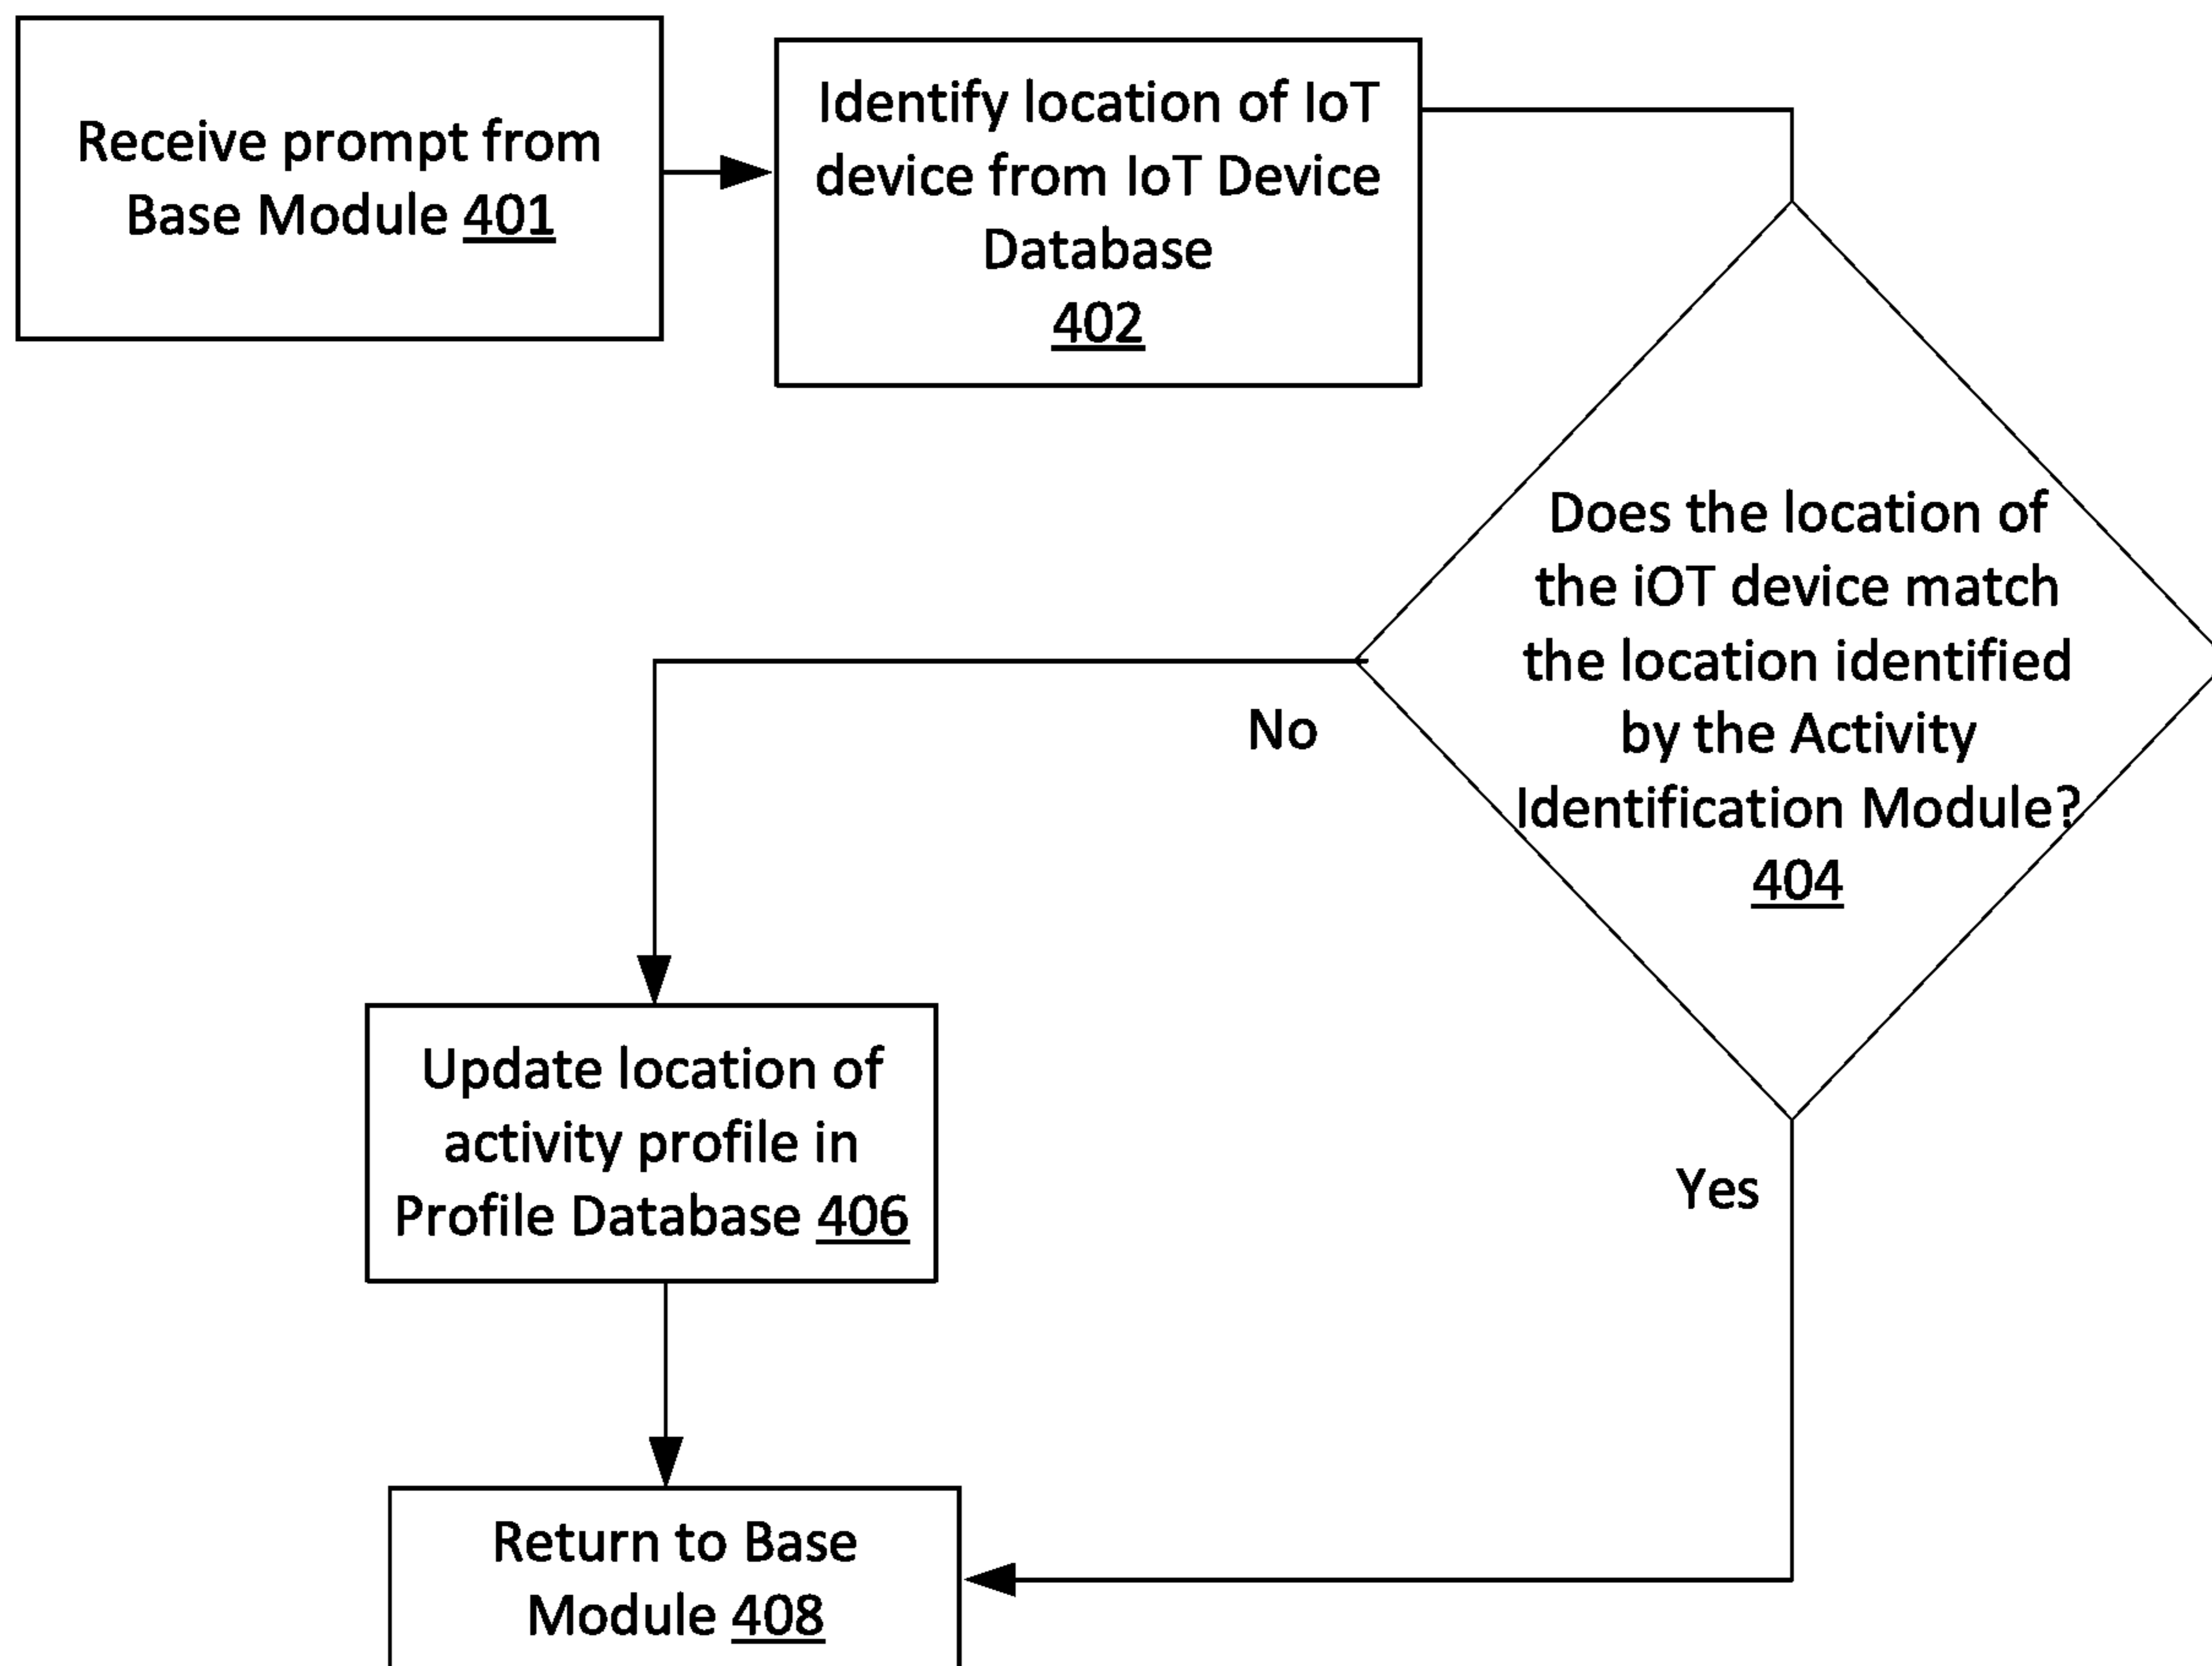 Receive prompt from
Base Module 401
Identify location of IoT
device from IoT Device
Database
402
Does the location of
the iOT device match
the location identified
by the Activity
Identification Module?
404
No
Yes
Update location of
activity profile in
Profile Database 406
Return to Base
Module 408